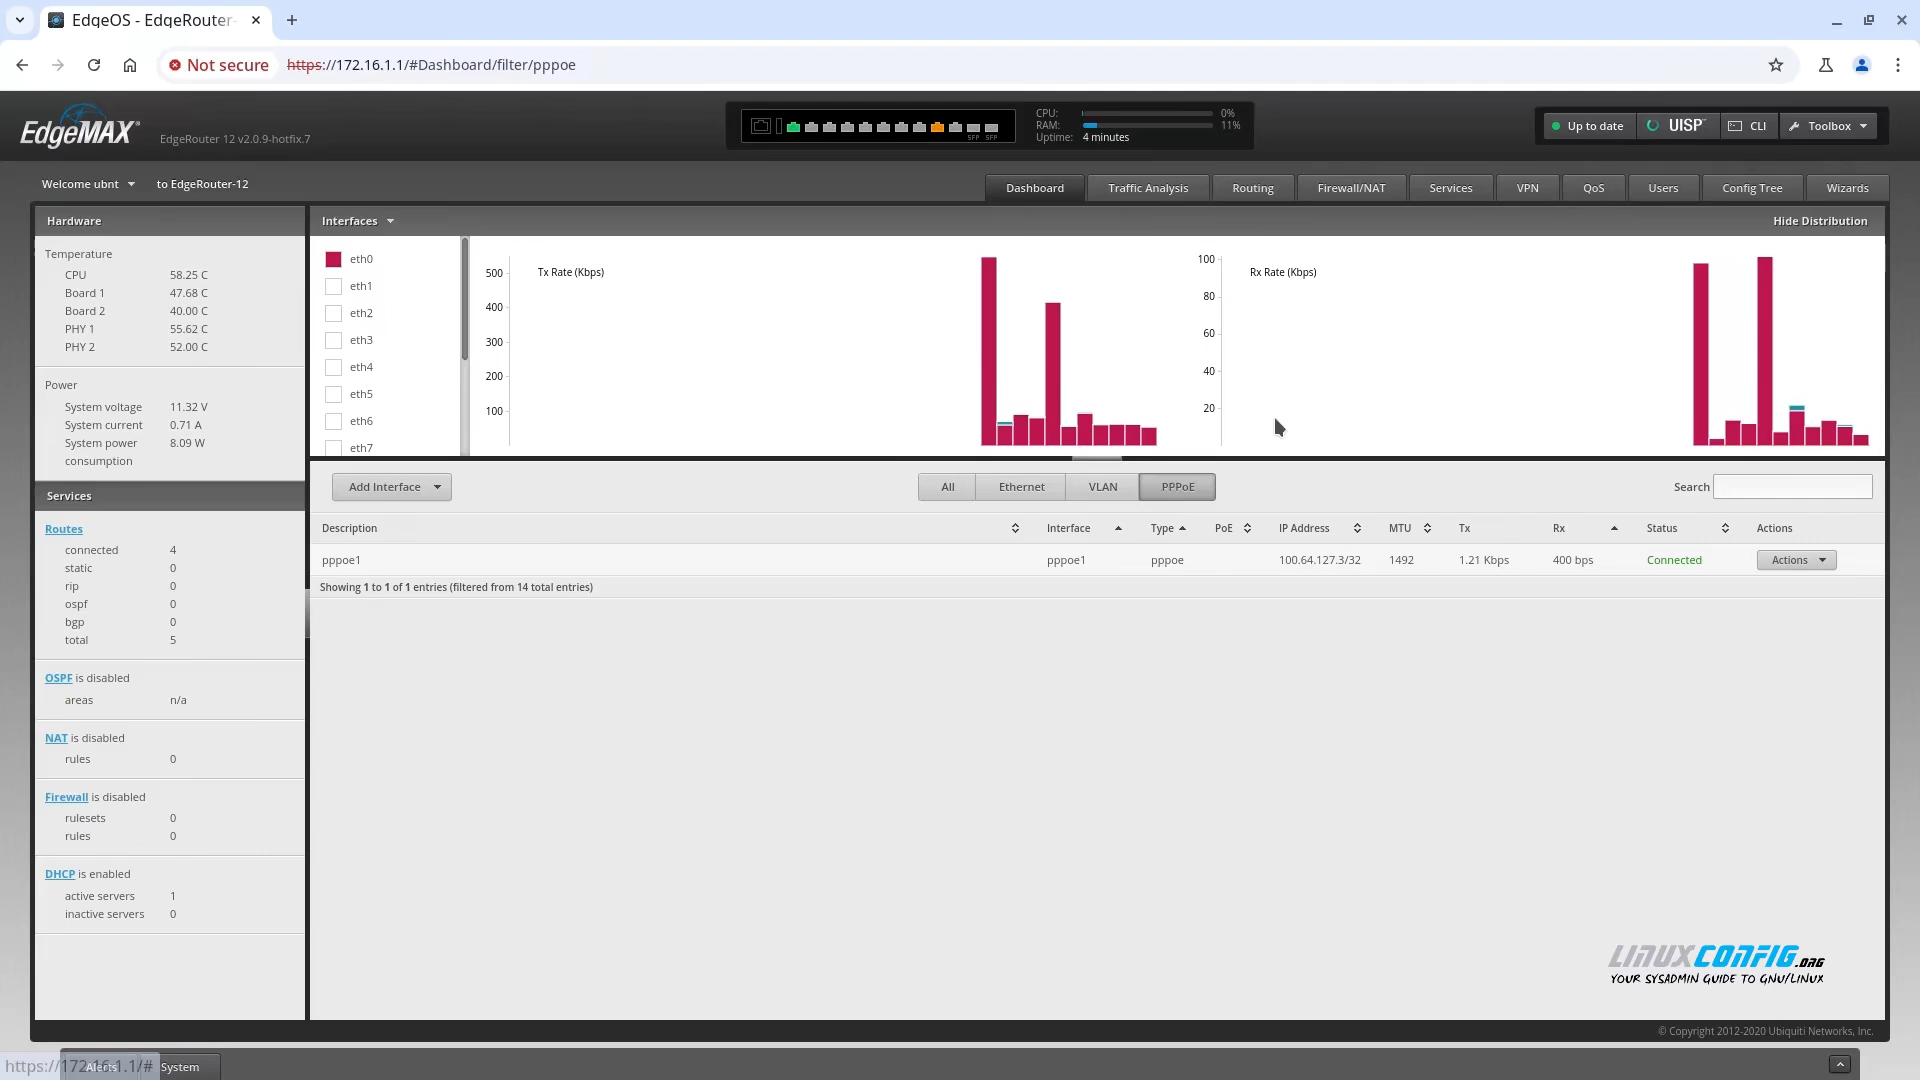 EdgeOS - EdgeRouter-
Not secure https://172.16.1.1/#Dashboard/filter/pppoe
EdgeMAX EdgeRouter 12 v2.0.9-hotfix.7
SFP SFP
CPU: 0%
RAM: 11%
Uptime: 4 minutes
Up to date UISP CLI Toolbox
Welcome ubnt to EdgeRouter-12
Dashboard Traffic Analysis Routing Firewall/NAT Services VPN QoS Users Config Tree Wizards
Hardware
Temperature
CPU 58.25 C
Board 1 47.68 C
Board 2 40.00 C
PHY 1 55.62 C
PHY 2 52.00 C
Power
System voltage 11.32 V
System current 0.71 A
System power 8.09 W
consumption
Services
Routes
connected 4
static 0
rip 0
ospf 0
bgp 0
total 5
OSPF is disabled
areas n/a
NAT is disabled
rules 0
Firewall is disabled
rulesets 0
rules 0
DHCP is enabled
active servers 1
inactive servers 0
Interfaces Hide Distribution
eth0
eth1
eth2
eth3
eth4
eth5
eth6
eth7
Tx Rate (Kbps)
500
400
300
200
100
Rx Rate (Kbps)
100
80
60
40
20
Add Interface All Ethernet VLAN PPPoE Search
Description Interface Type PoE IP Address MTU Tx Rx Status Actions
pppoe1 pppoe1 pppoe 100.64.127.3/32 1492 1.21 Kbps 400 bps Connected Actions
Showing 1 to 1 of 1 entries (filtered from 14 total entries)
LINUXCONFIG.ORG
YOUR SYSADMIN GUIDE TO GNU/LINUX
© Copyright 2012-2020 Ubiquiti Networks, Inc.
https://172.16.1.1/#
Alerts System